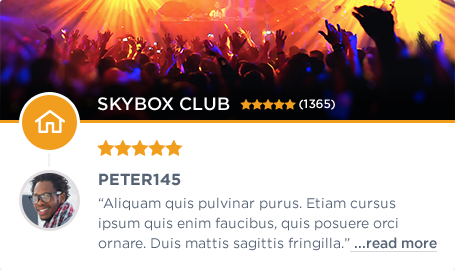 SKYBOX CLUB (1365)
PETER145
“Aliquam quis pulvinar purus. Etiam cursus
ipsum quis enim faucibus, quis posuere orci
ornare. Duis mattis sagittis fringilla.” ...read more